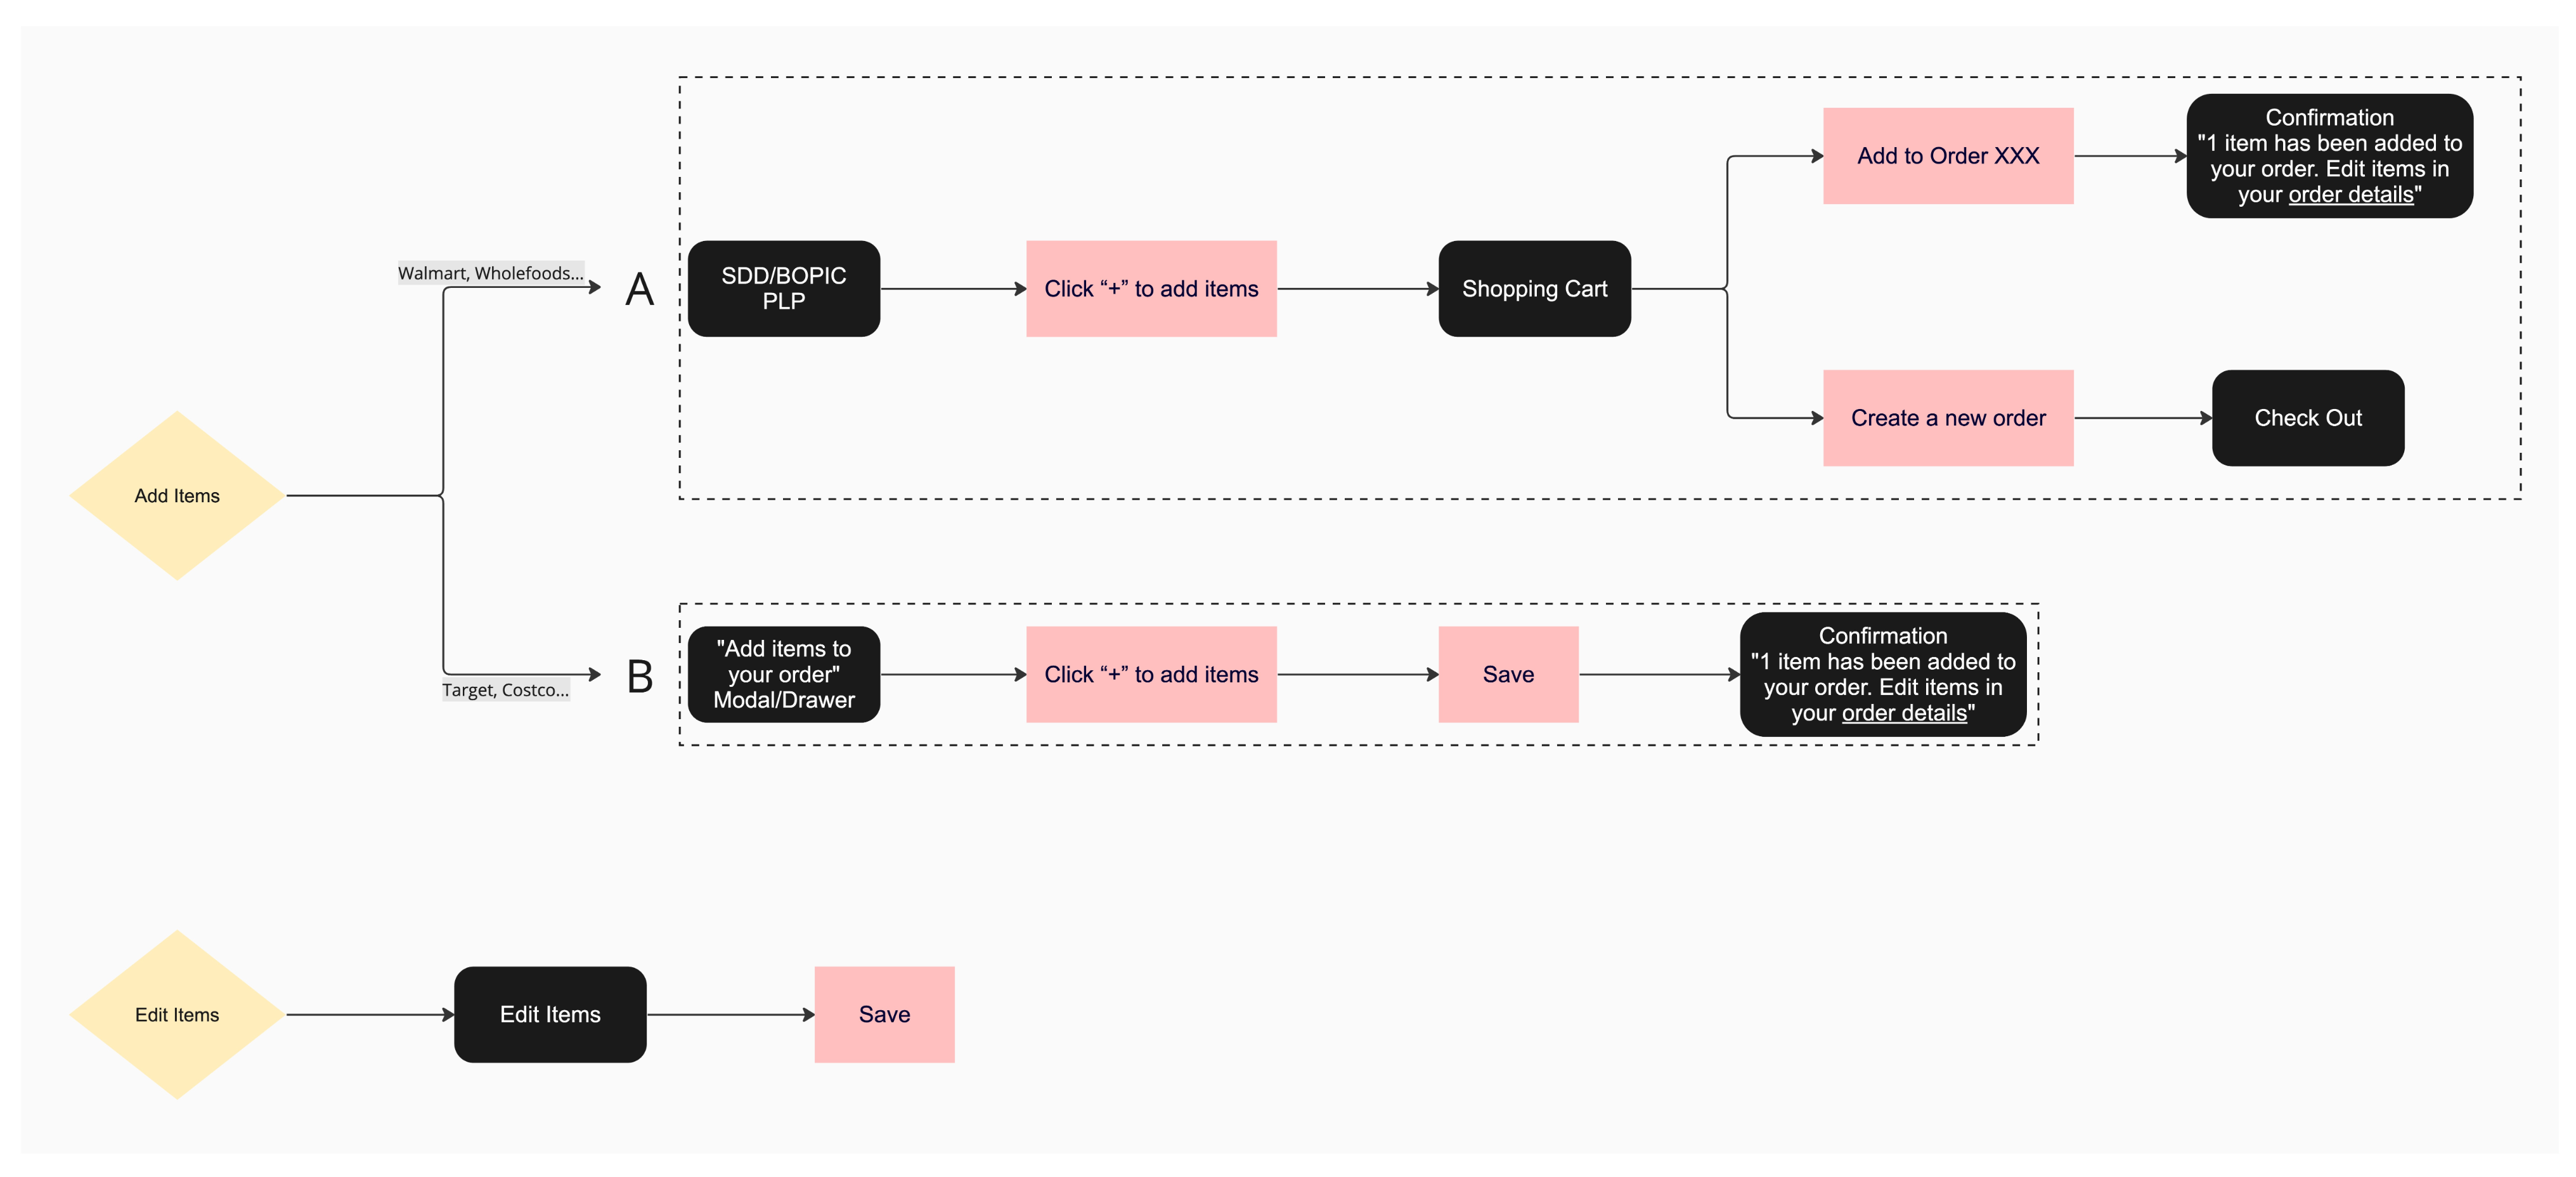 Confirmation
"1 item has been added to
your order. Edit items in
your order details"
Add to Order XXX
Walmart, Wholefoods...
A
SDD/BOPIC
PLP
Click “+” to add items
Shopping Cart
Create a new order
Check Out
Add Items
Target, Costco...
B
"Add items to
your order"
Modal/Drawer
Click “+” to add items
Save
Confirmation
"1 item has been added to
your order. Edit items in
your order details"
Edit Items
Edit Items
Save